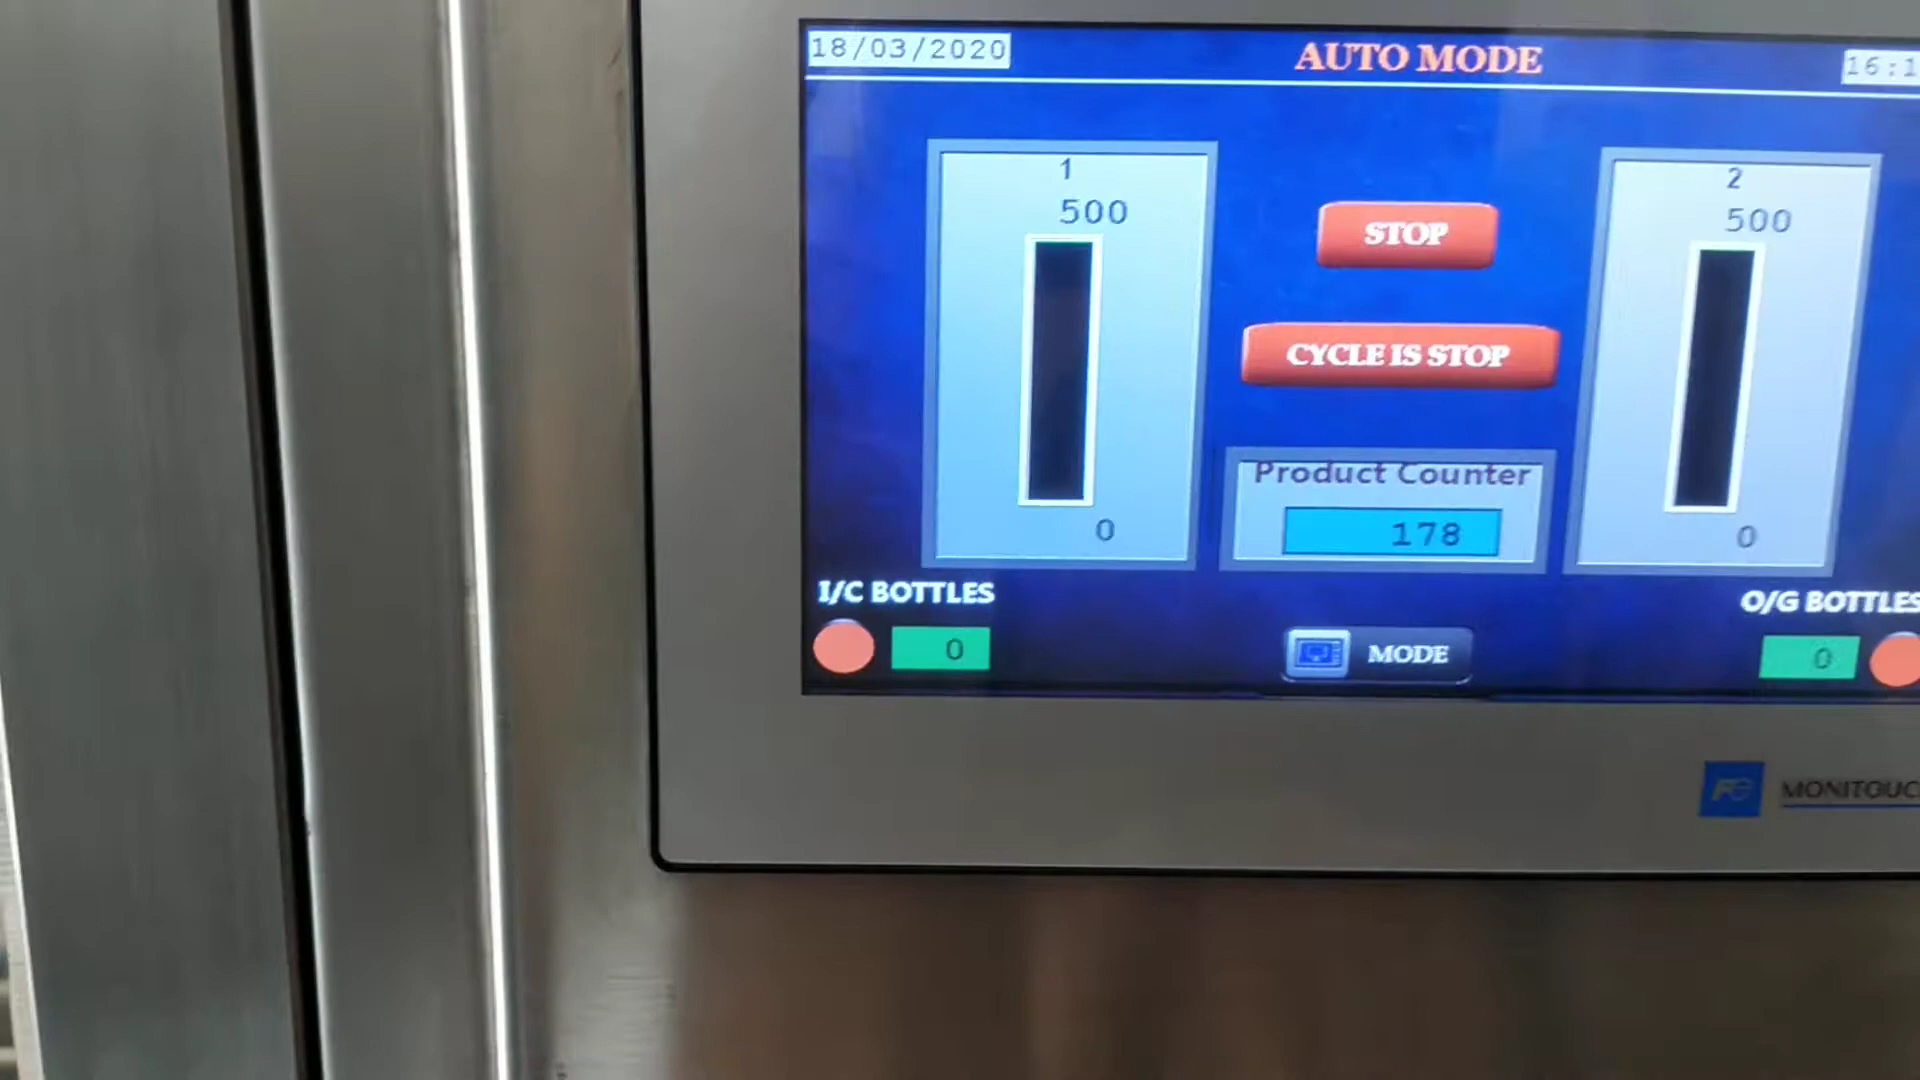 18/03/2020
AUTO MODE
16:1
1
500
0
STOP
CYCLE IS STOP
Product Counter
178
2
500
0
I/C BOTTLES
0
MODE
O/G BOTTLES
0
MONITOUC